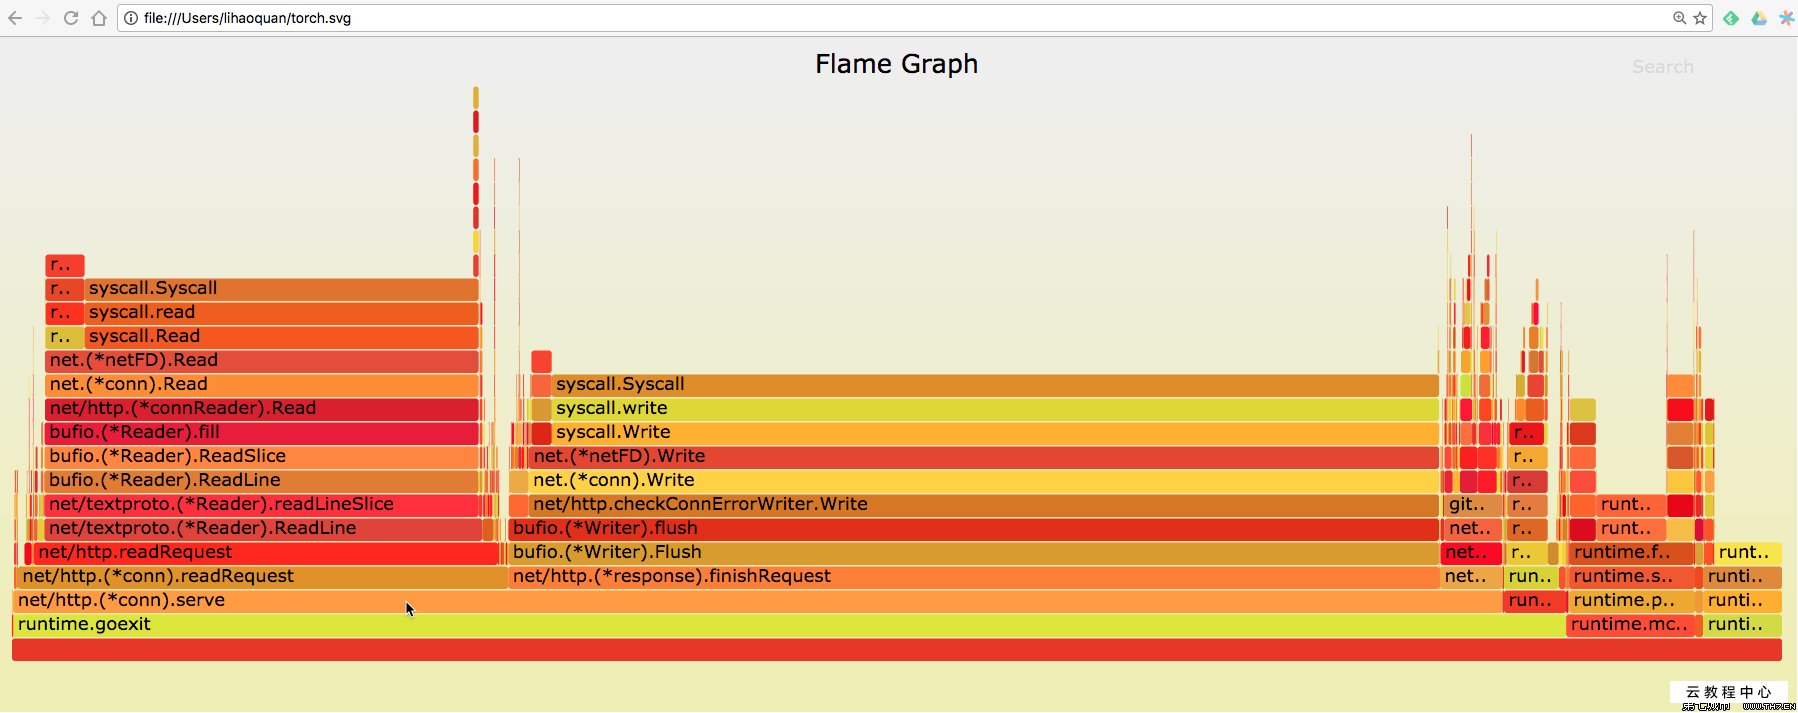 file:///Users/lihaoquan/torch.svg
Flame Graph
Search
r..
r.. syscall.Syscall
r.. syscall.read
r.. syscall.Read
net.(*netFD).Read
net.(*conn).Read syscall.Syscall
net/http.(*connReader).Read syscall.write
bufio.(*Reader).fill syscall.Write r..
bufio.(*Reader).ReadSlice net.(*netFD).Write r..
bufio.(*Reader).ReadLine net.(*conn).Write r..
net/textproto.(*Reader).readLineSlice net/http.checkConnErrorWriter.Write git.. r.. runt..
net/textproto.(*Reader).ReadLine bufio.(*Writer).flush net.. r.. runt..
net/http.readRequest bufio.(*Writer).Flush net.. r.. runtime.f.. runt..
net/http.(*conn).readRequest net/http.(*response).finishRequest net.. run.. runtime.s.. runti..
net/http.(*conn).serve run.. runtime.p.. runti..
runtime.goexit runtime.mc.. runti..
云教程中心
WWW.TH7.CN